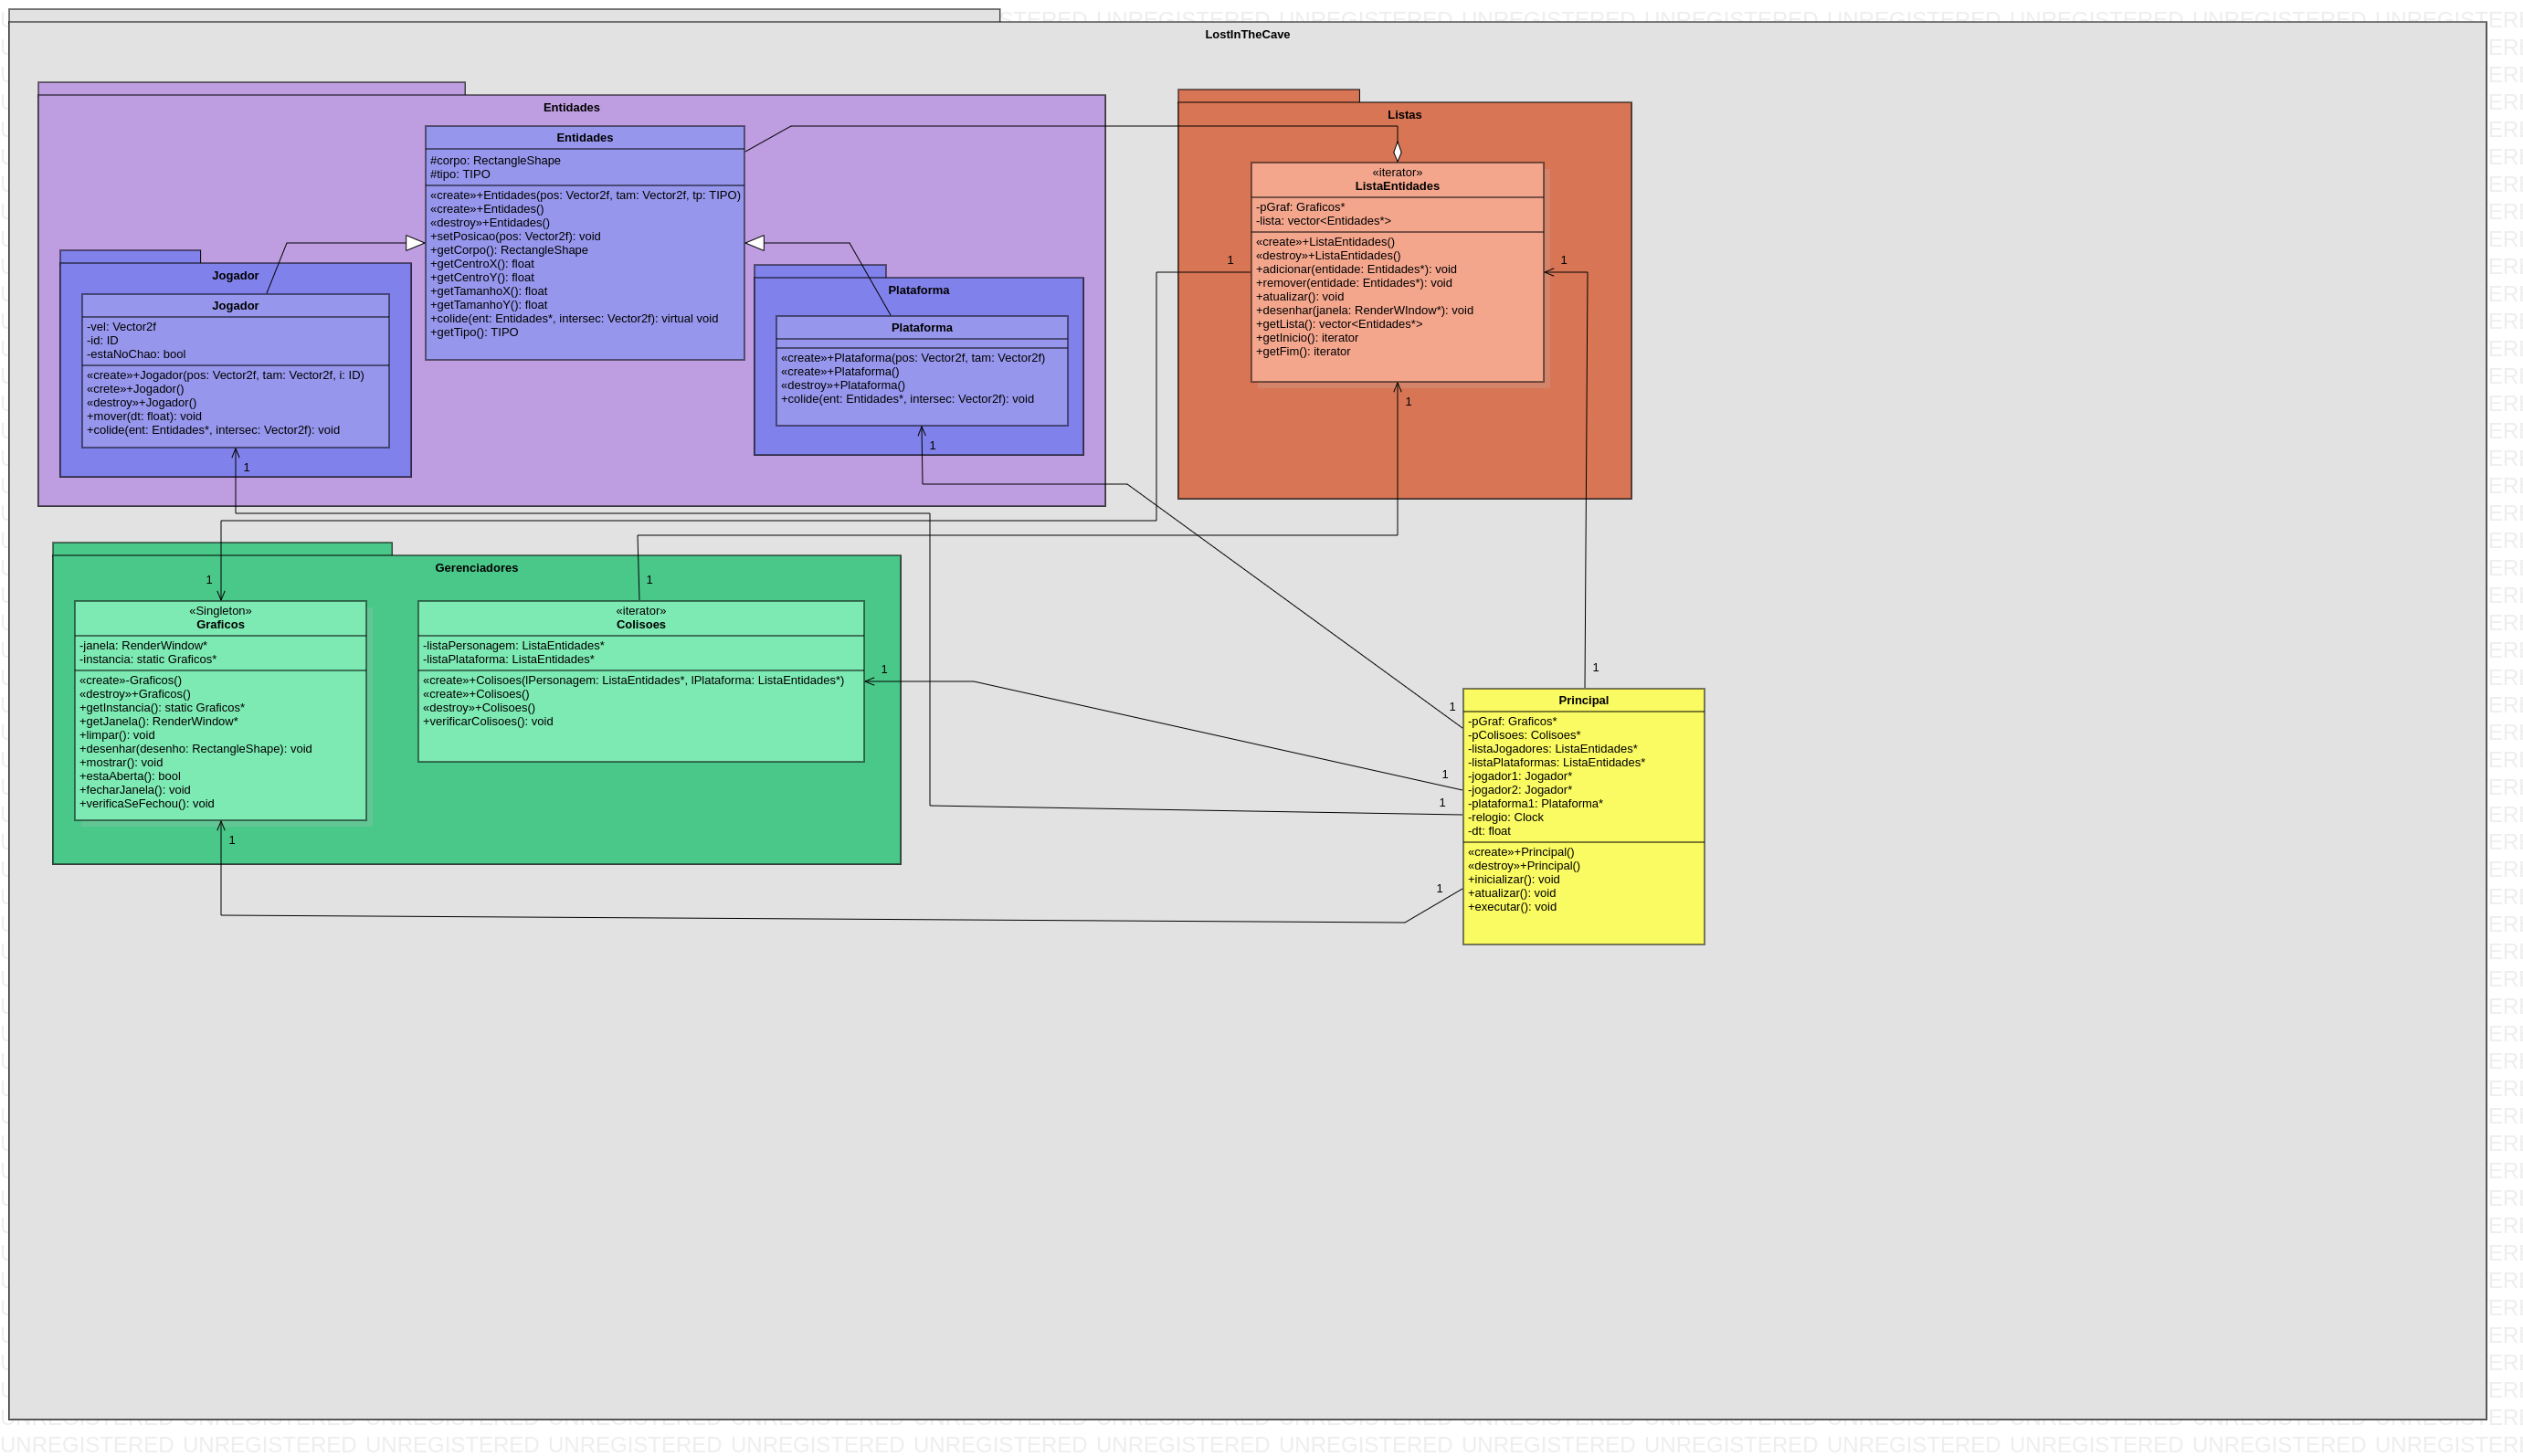 LostInTheCave
Entidades
Entidades
#corpo: RectangleShape
#tipo: TIPO
«create»+Entidades(pos: Vector2f, tam: Vector2f, tp: TIPO)
«create»+Entidades()
«destroy»+Entidades()
+setPosicao(pos: Vector2f): void
+getCorpo(): RectangleShape
+getCentroX(): float
+getCentroY(): float
+getTamanhoX(): float
+getTamanhoY(): float
+colide(ent: Entidades*, intersec: Vector2f): virtual void
+getTipo(): TIPO
Jogador
Jogador
-vel: Vector2f
-id: ID
-estaNoChao: bool
«create»+Jogador(pos: Vector2f, tam: Vector2f, i: ID)
«crete»+Jogador()
«destroy»+Jogador()
+mover(dt: float): void
+colide(ent: Entidades*, intersec: Vector2f): void
1
Plataforma
Plataforma
«create»+Plataforma(pos: Vector2f, tam: Vector2f)
«create»+Plataforma()
«destroy»+Plataforma()
+colide(ent: Entidades*, intersec: Vector2f): void
1
Listas
«iterator»
ListaEntidades
-pGraf: Graficos*
-lista: vector<Entidades*>
«create»+ListaEntidades()
«destroy»+ListaEntidades()
+adicionar(entidade: Entidades*): void
+remover(entidade: Entidades*): void
+atualizar(): void
+desenhar(janela: RenderWIndow*): void
+getLista(): vector<Entidades*>
+getInicio(): iterator
+getFim(): iterator
1
1
1
Gerenciadores
1
1
«Singleton»
Graficos
-janela: RenderWindow*
-instancia: static Graficos*
«create»-Graficos()
«destroy»+Graficos()
+getInstancia(): static Graficos*
+getJanela(): RenderWindow*
+limpar(): void
+desenhar(desenho: RectangleShape): void
+mostrar(): void
+estaAberta(): bool
+fecharJanela(): void
+verificaSeFechou(): void
1
«iterator»
Colisoes
-listaPersonagem: ListaEntidades*
-listaPlataforma: ListaEntidades*
«create»+Colisoes(lPersonagem: ListaEntidades*, lPlataforma: ListaEntidades*)
«create»+Colisoes()
«destroy»+Colisoes()
+verificarColisoes(): void
1
1
1
1
1
1
Principal
-pGraf: Graficos*
-pColisoes: Colisoes*
-listaJogadores: ListaEntidades*
-listaPlataformas: ListaEntidades*
-jogador1: Jogador*
-jogador2: Jogador*
-plataforma1: Plataforma*
-relogio: Clock
-dt: float
«create»+Principal()
«destroy»+Principal()
+inicializar(): void
+atualizar(): void
+executar(): void
UNREGISTERED UNREGISTERED UNREGISTERED UNREGISTERED UNREGISTERED UNREGISTERED UNREGISTERED UNREGISTERED UNREGISTERED UNREGISTERED UNREGISTERED UNREGISTERED UNREGISTERED